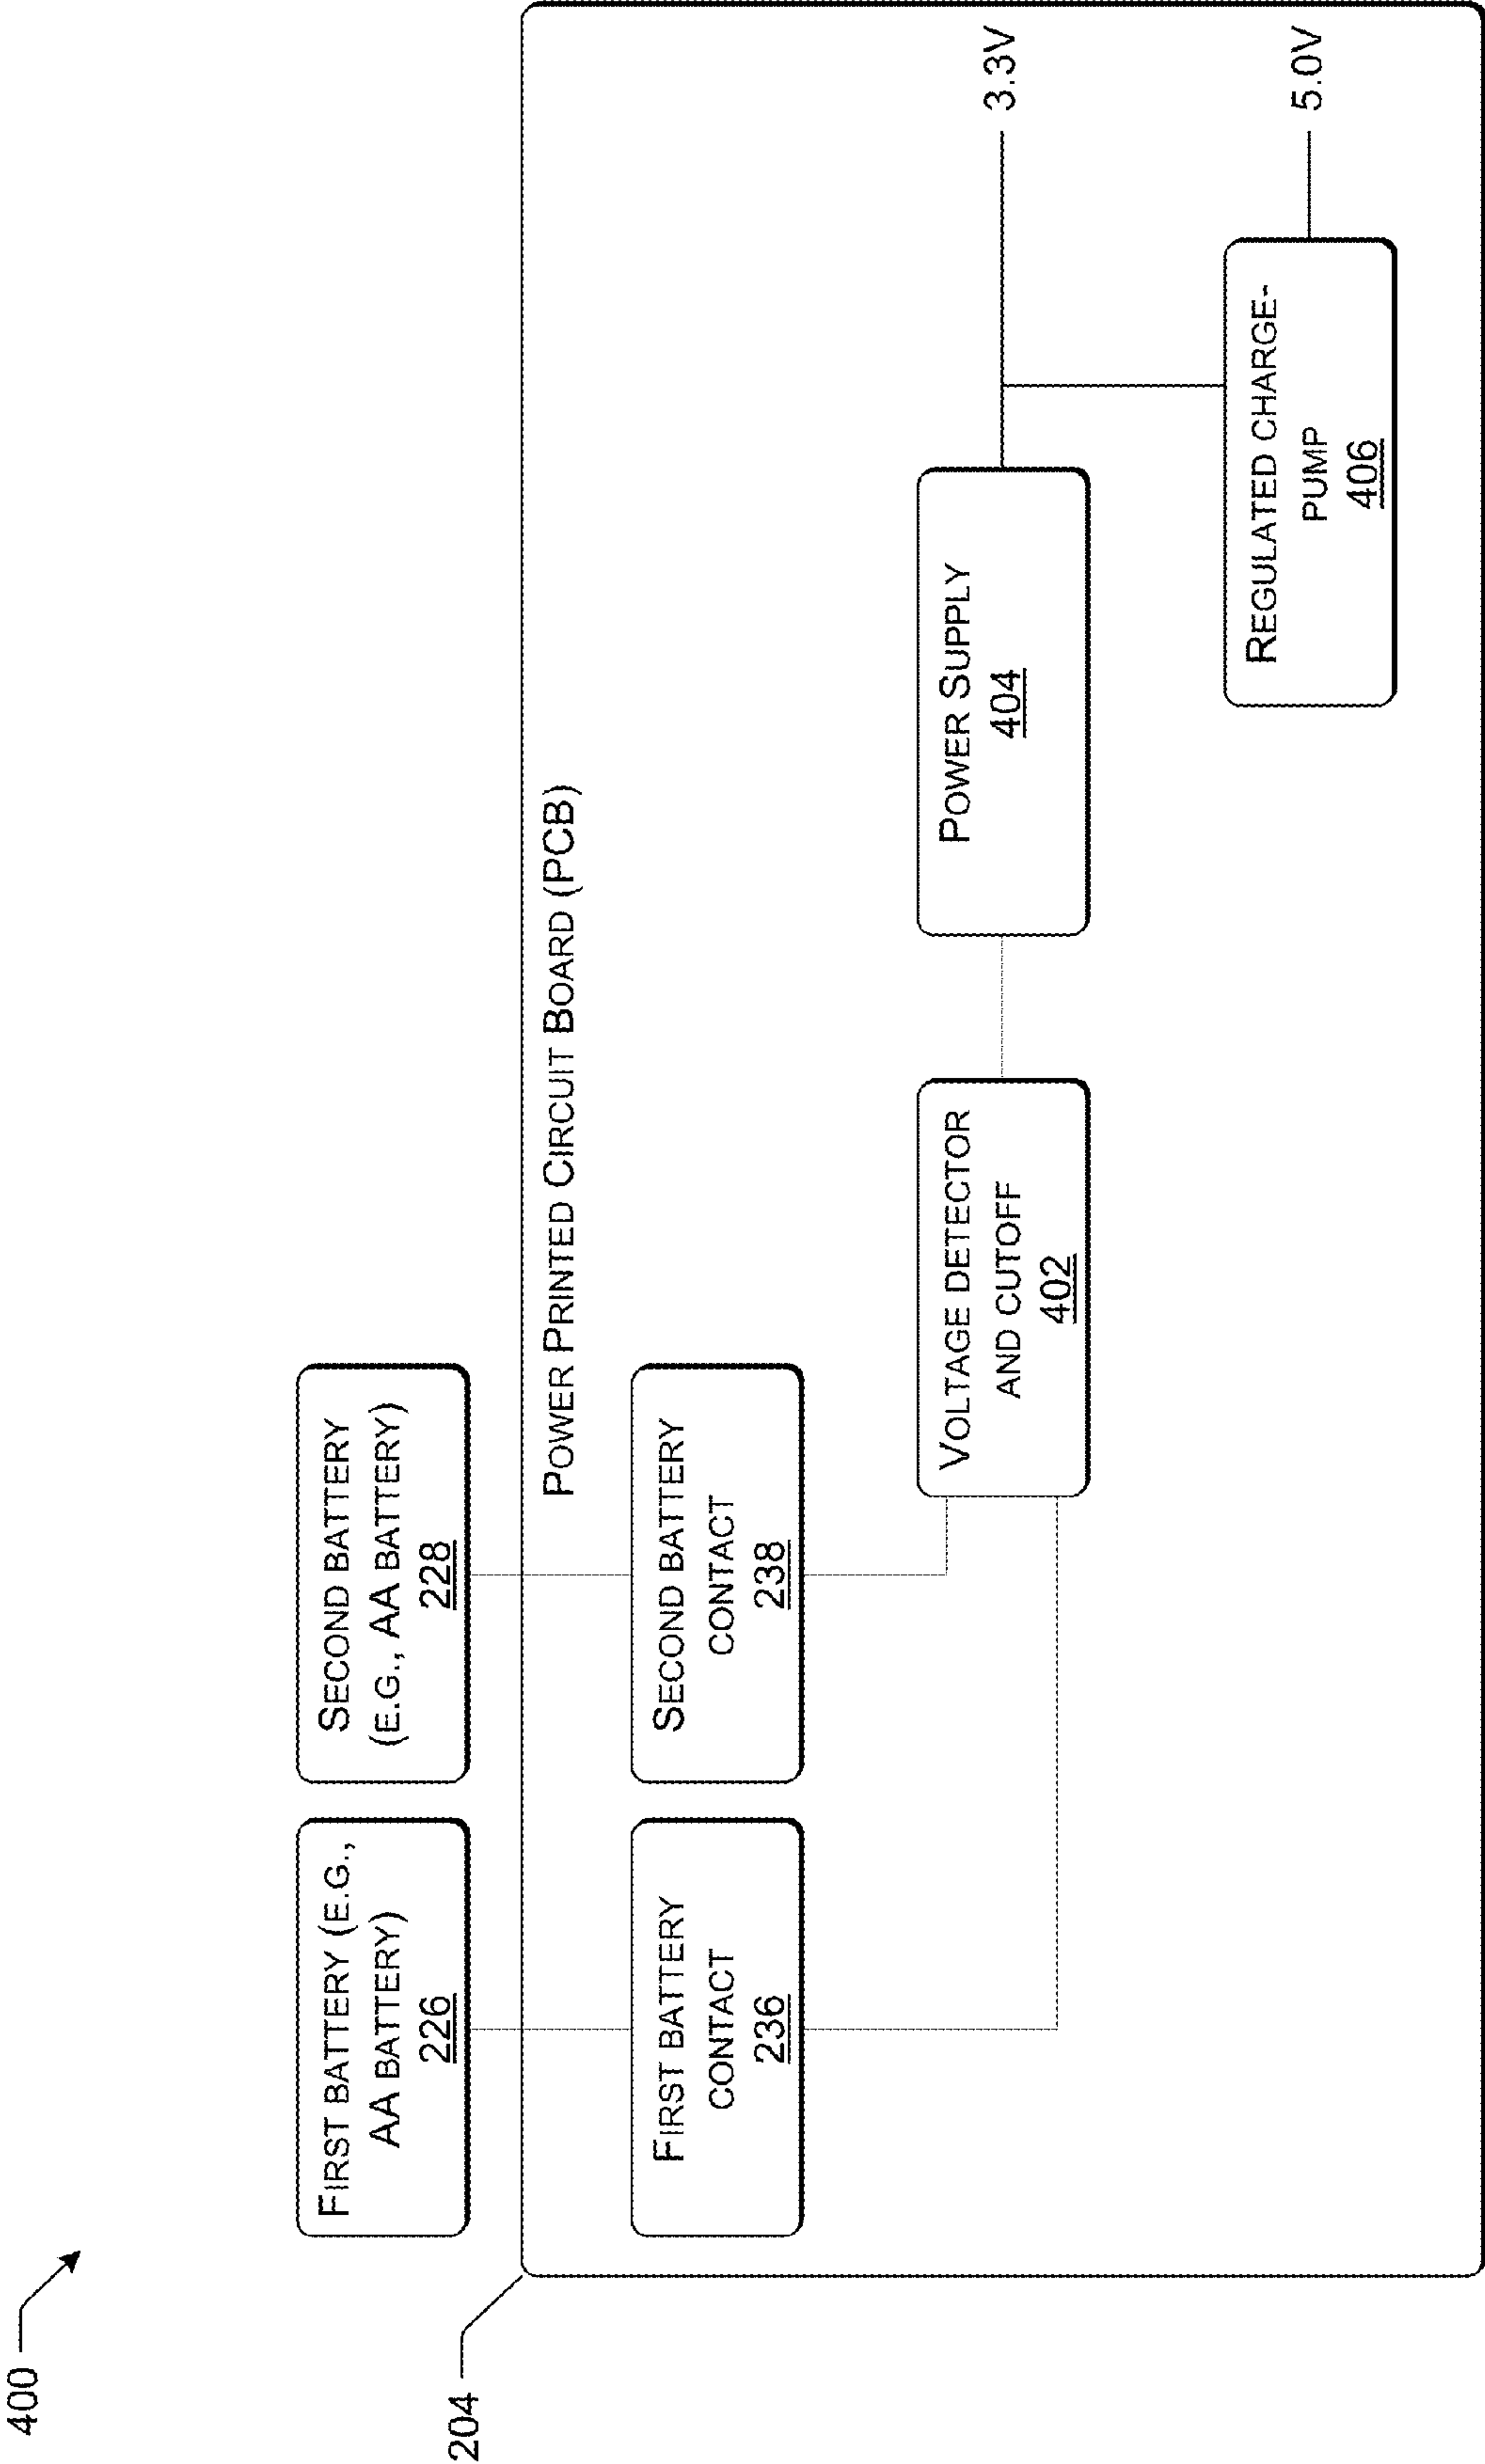 400
FIRST BATTERY (E.G.,
AA BATTERY)
226
SECOND BATTERY
(E.G., AA BATTERY)
228
204
POWER PRINTED CIRCUIT BOARD (PCB)
FIRST BATTERY
CONTACT
236
SECOND BATTERY
CONTACT
238
VOLTAGE DETECTOR
AND CUTOFF
402
POWER SUPPLY
404
3.3V
REGULATED CHARGE-
PUMP
406
5.0V